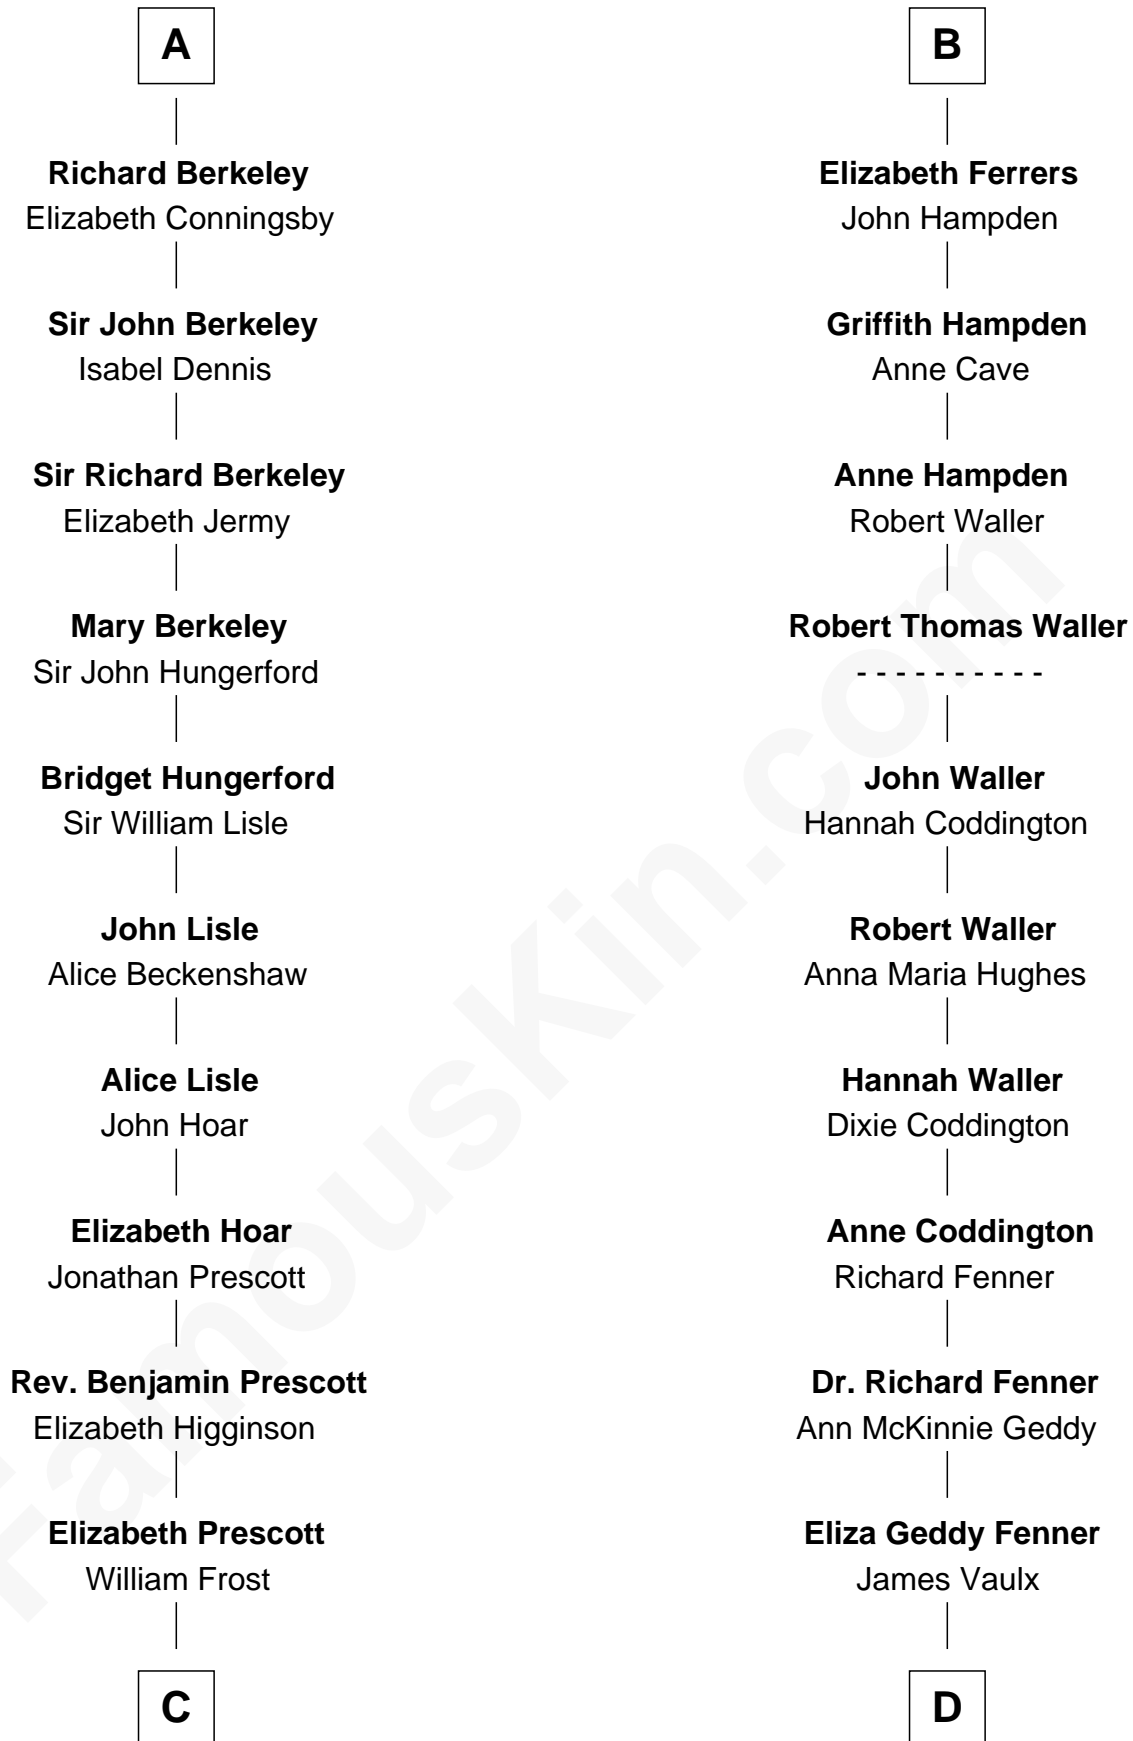 A
Richard Berkeley
Elizabeth Conningsby
Sir John Berkeley
Isabel Dennis
Sir Richard Berkeley
Elizabeth Jermy
Mary Berkeley
Sir John Hungerford
Bridget Hungerford
Sir William Lisle
John Lisle
Alice Beckenshaw
Alice Lisle
John Hoar
Elizabeth Hoar
Jonathan Prescott
Rev. Benjamin Prescott
Elizabeth Higginson
Elizabeth Prescott
William Frost
C
B
Elizabeth Ferrers
John Hampden
Griffith Hampden
Anne Cave
Anne Hampden
Robert Waller
Robert Thomas Waller
- - - - - - - - - -
John Waller
Hannah Coddington
Robert Waller
Anna Maria Hughes
Hannah Waller
Dixie Coddington
Anne Coddington
Richard Fenner
Dr. Richard Fenner
Ann McKinnie Geddy
Eliza Geddy Fenner
James Vaulx
D
FamousKin.com